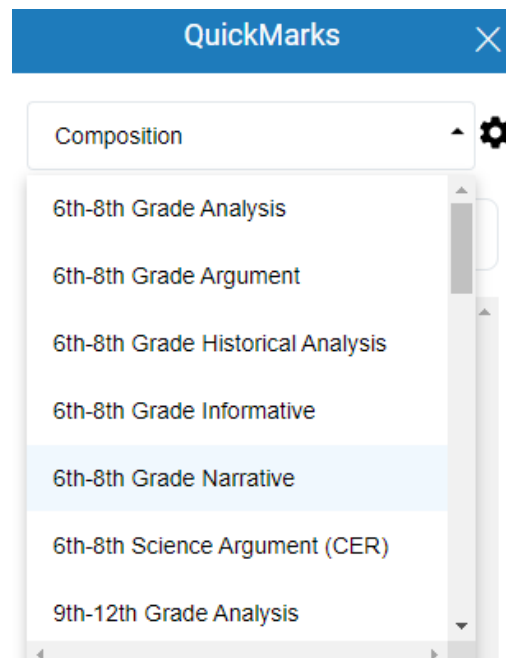 QuickMarks
Composition
6th-8th Grade Analysis
6th-8th Grade Argument
6th-8th Grade Historical Analysis
6th-8th Grade Informative
6th-8th Grade Narrative
6th-8th Science Argument (CER)
9th-12th Grade Analysis